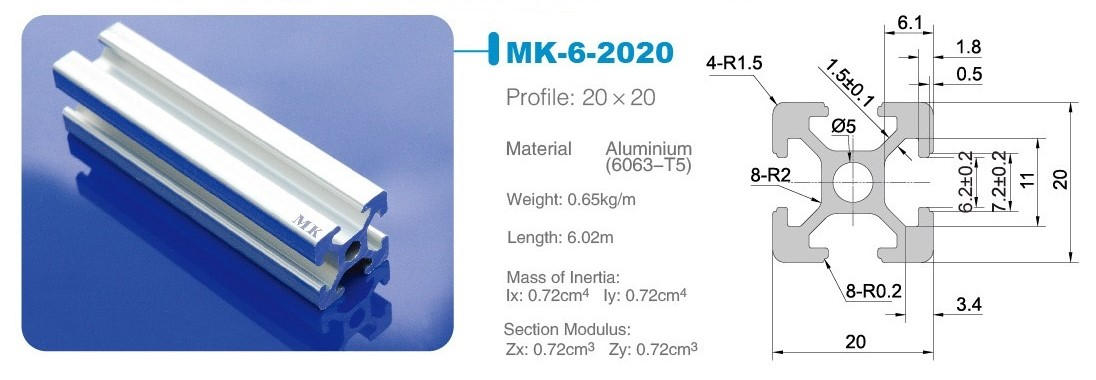 MK-6-2020
Profile: 20 × 20
Material Aluminium
(6063-T5)
Weight: 0.65kg/m
Length: 6.02m
Mass of Inertia:
Ix: 0.72cm⁴ Iy: 0.72cm⁴
Section Modulus:
Zx: 0.72cm³ Zy: 0.72cm³
MK
6.1
1.8
0.5
4-R1.5
1.5±0.1
Ø5
8-R2
6.2±0.2
7.2±0.2
11
20
8-R0.2
3.4
20